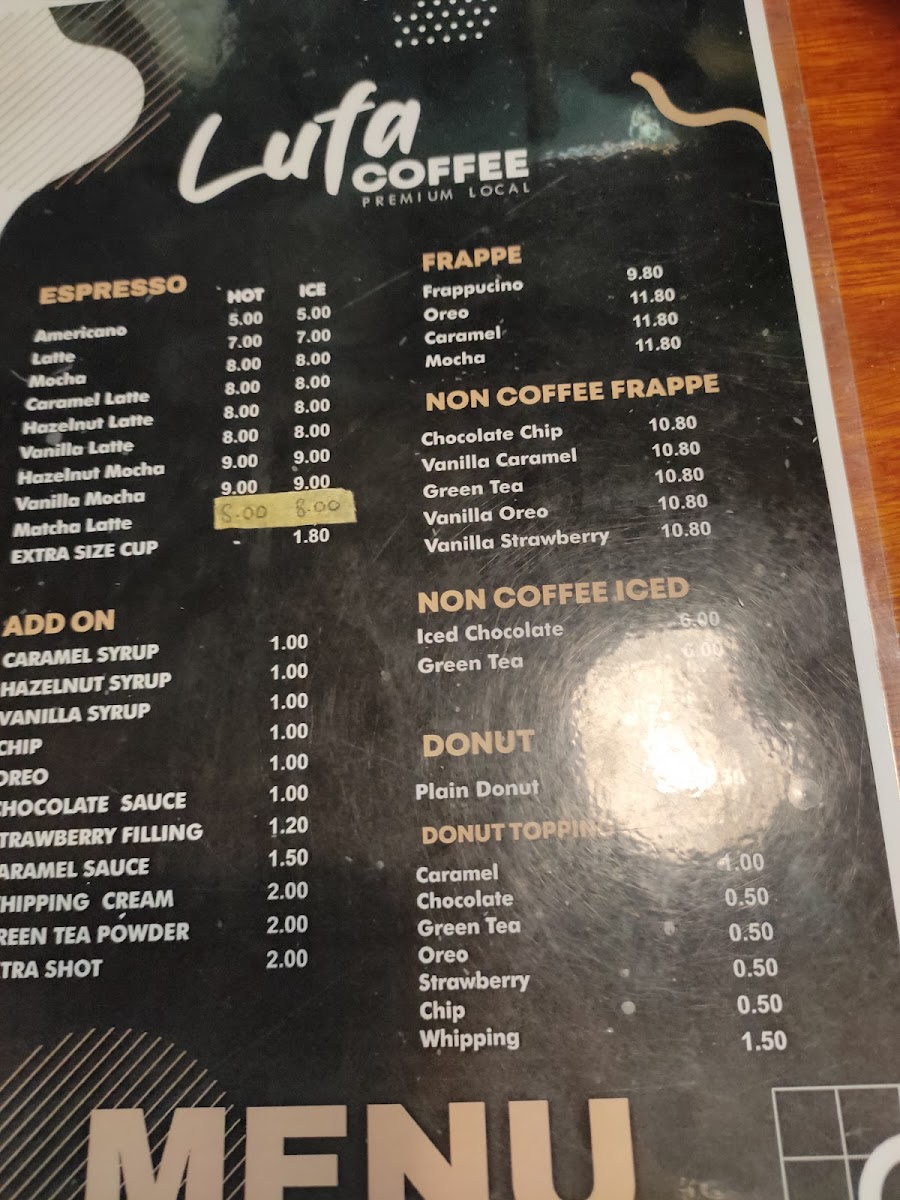 Lufa
COFFEE
PREMIUM LOCAL
ESPRESSO HOT ICE
Americano 5.00 5.00
Latte 7.00 7.00
Mocha 8.00 8.00
Caramel Latte 8.00 8.00
Hazelnut Latte 8.00 8.00
Vanilla Latte 8.00 8.00
Hazelnut Mocha 9.00 9.00
Vanilla Mocha 9.00 9.00
Matcha Latte 8.00 8.00
EXTRA SIZE CUP - 1.80
ADD ON
CARAMEL SYRUP 1.00
HAZELNUT SYRUP 1.00
VANILLA SYRUP 1.00
CHIP 1.00
OREO 1.00
CHOCOLATE SAUCE 1.00
TRAWBERRY FILLING 1.20
ARAMEL SAUCE 1.50
HIPPING CREAM 2.00
REEN TEA POWDER 2.00
TRA SHOT 2.00
FRAPPE
Frappucino 9.80
Oreo 11.80
Caramel 11.80
Mocha 11.80
NON COFFEE FRAPPE
Chocolate Chip 10.80
Vanilla Caramel 10.80
Green Tea 10.80
Vanilla Oreo 10.80
Vanilla Strawberry 10.80
NON COFFEE ICED
Iced Chocolate 6.00
Green Tea 6.00
DONUT
Plain Donut
DONUT TOPPING
Caramel
Chocolate 1.00
Green Tea 0.50
Oreo 0.50
Strawberry 0.50
Chip 0.50
Whipping 1.50
MENU